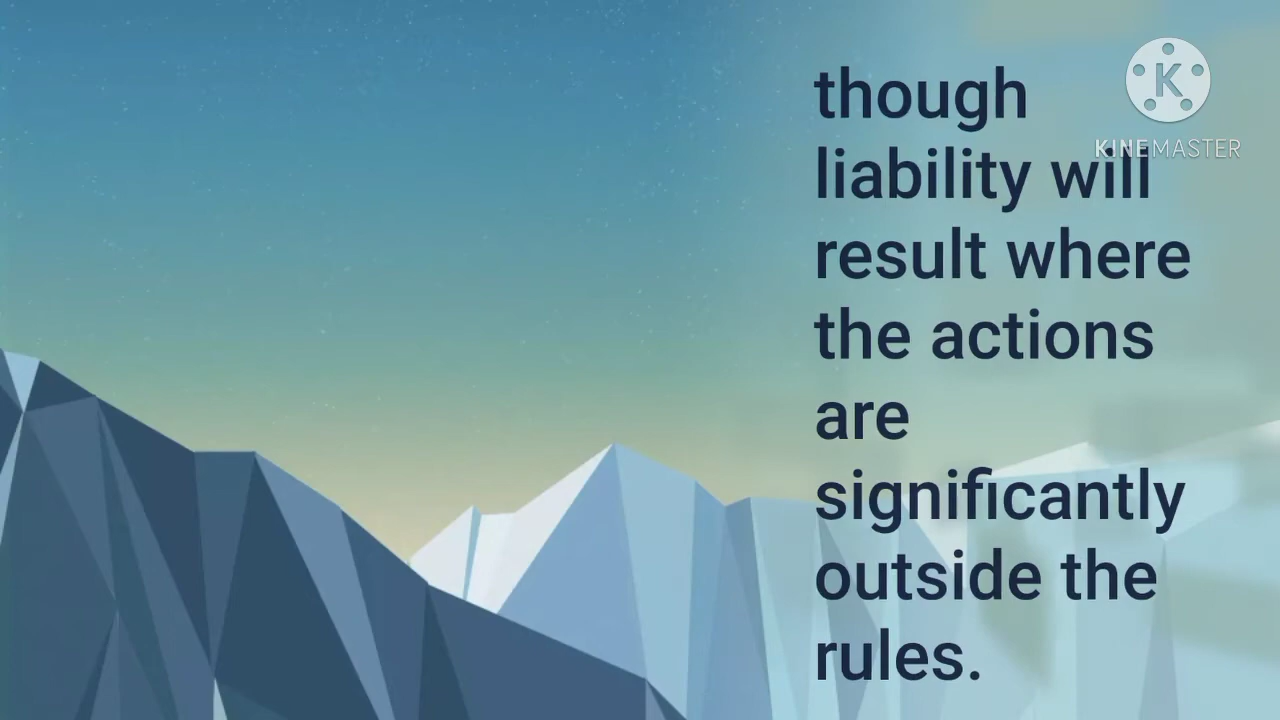 though
liability will
result where
the actions
are
significantly
outside the
rules.
K
KINEMASTER